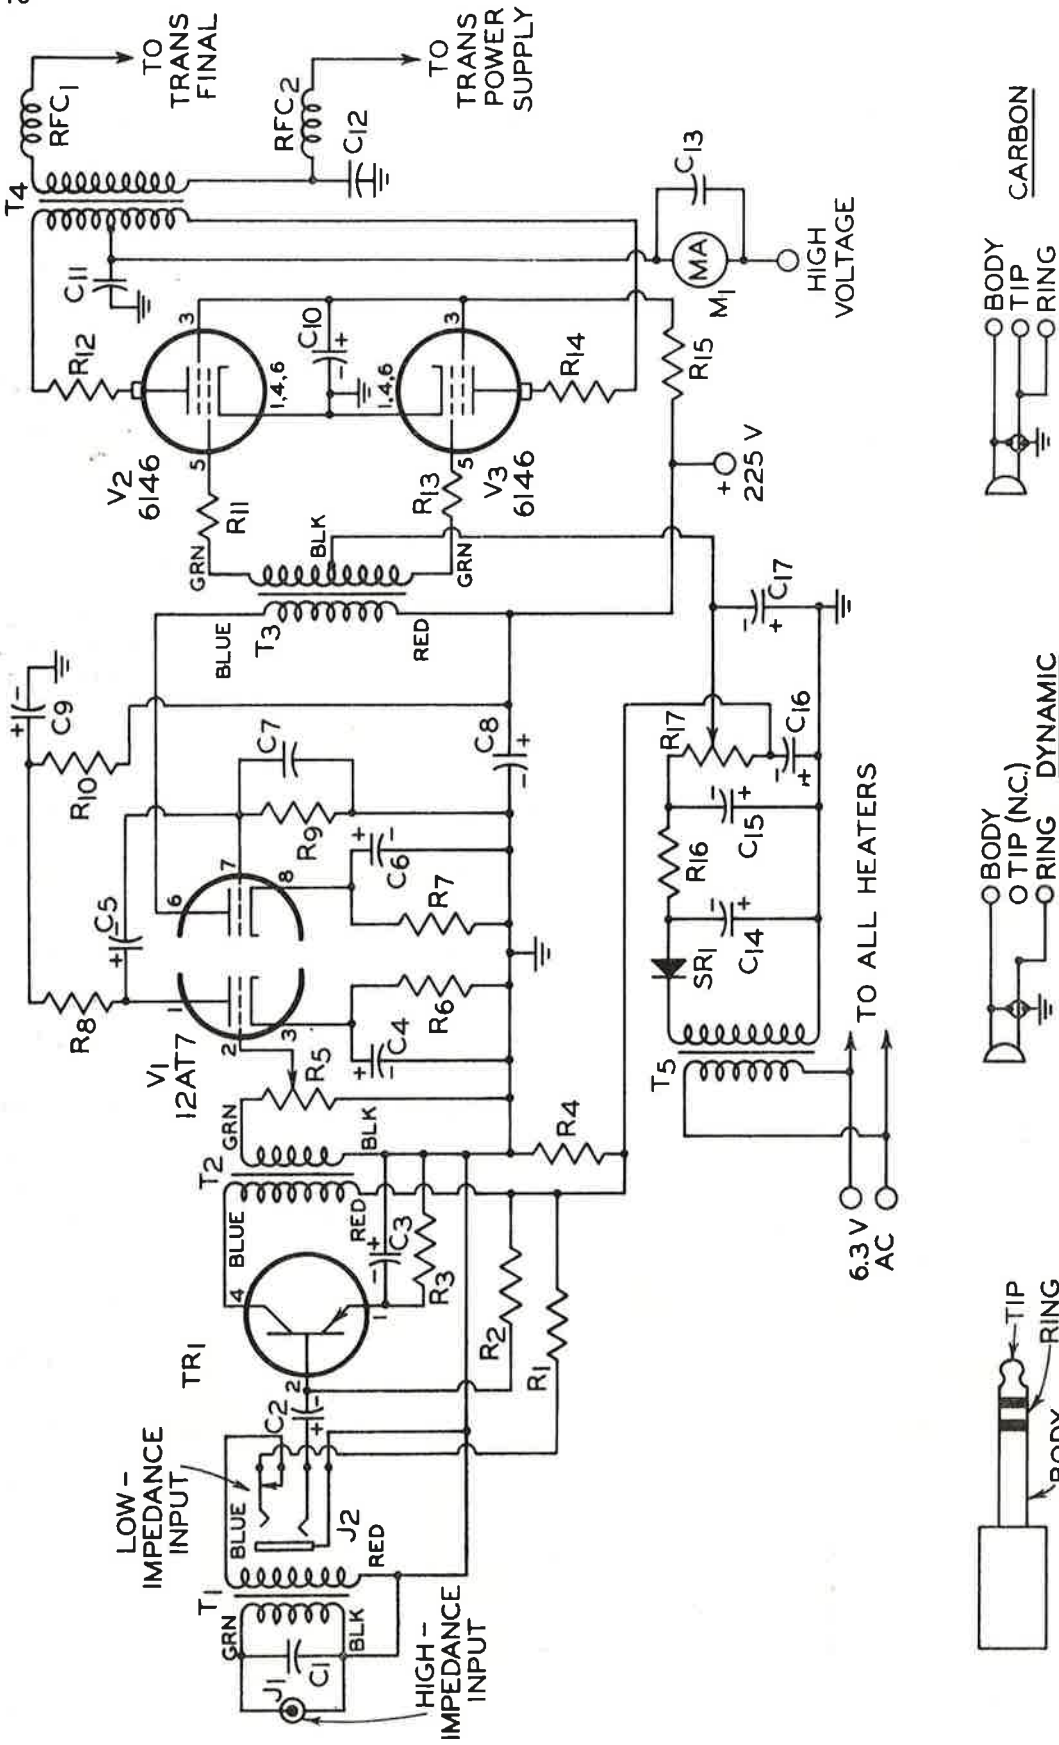 LOW-
IMPEDANCE
INPUT
HIGH-
IMPEDANCE
INPUT
J1
C1
GRN
BLK
T1
BLUE
RED
J2
C2
+
-
2
TR1
4
1
BLUE
RED
T2
GRN
BLK
-
+
C3
R3
R2
R1
R4
R5
V1
12AT7
2
3
1
+
-
C4
R6
R8
+
-
C5
6
7
8
R7
+
-
C6
R9
C7
R10
+
-
C9
-
+
C8
BLUE
T3
RED
GRN
BLK
GRN
R11
R13
V2
6146
5
3
1,4,6
V3
6146
5
3
1,4,6
C10
-
+
R12
R14
C11
T4
RFC1
TO
TRANS
FINAL
RFC2
TO
TRANS
POWER
SUPPLY
C12
C13
MA
M1
HIGH
VOLTAGE
R15
+
225 V
6.3 V
AC
T5
TO ALL HEATERS
SR1
-
+
C14
R16
-
+
C15
R17
-
+
C16
-
+
C17
TIP
RING
BODY
BODY
TIP (N.C.)
RING
DYNAMIC
BODY
TIP
RING
CARBON